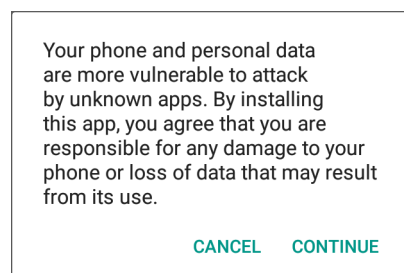 Your phone and personal data
are more vulnerable to attack
by unknown apps. By installing
this app, you agree that you are
responsible for any damage to your
phone or loss of data that may result
from its use.
CANCEL CONTINUE